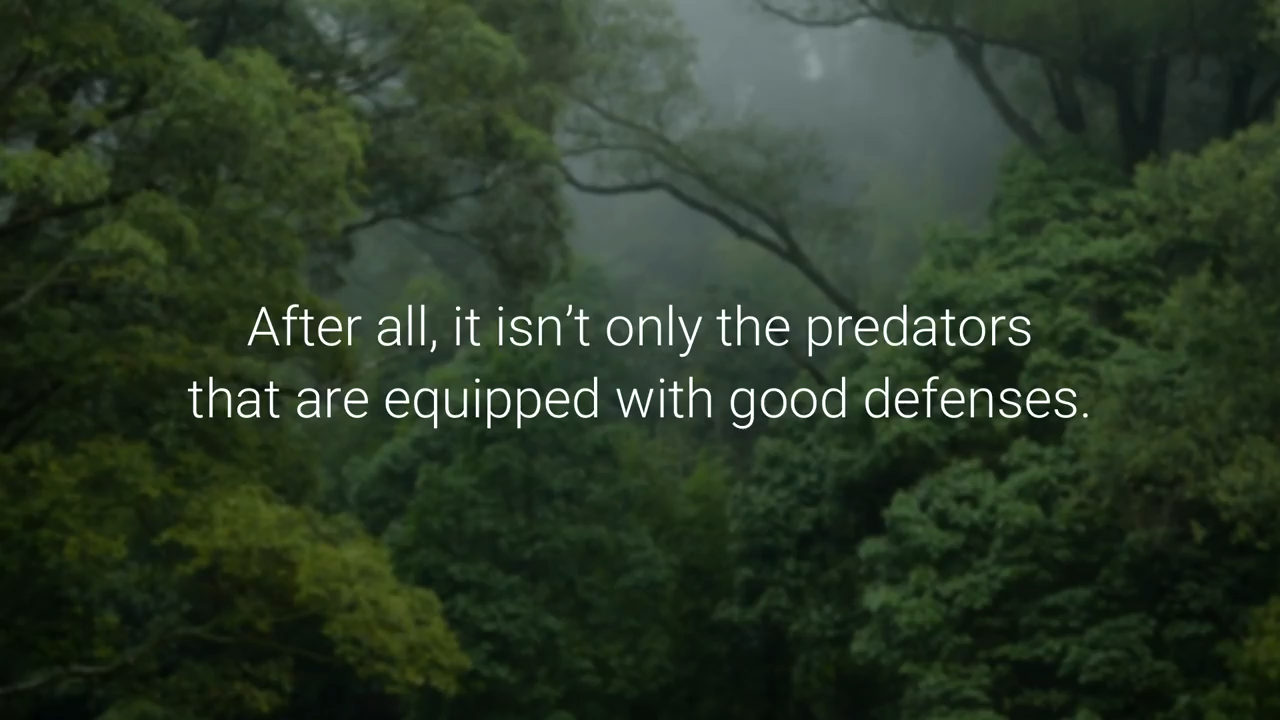 After all, it isn’t only the predators
that are equipped with good defenses.